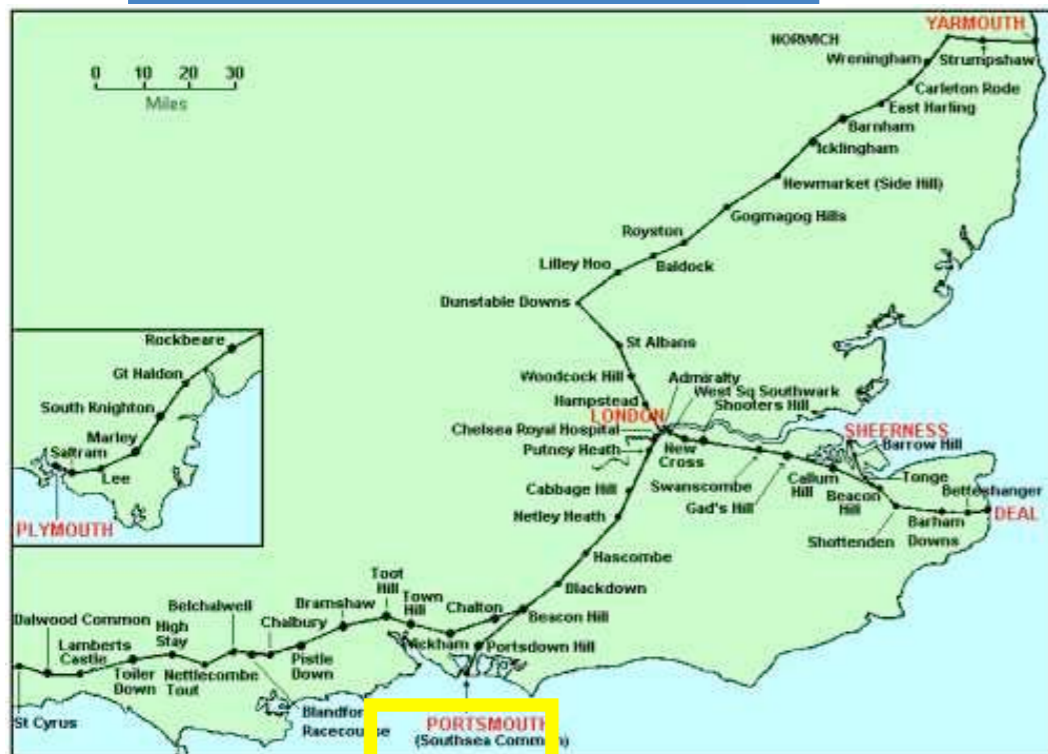 YARMOUTH
NORWICH
Strumpshaw
Wreningham
0 10 20 30
Miles
Carleton Rode
East Harling
Barnham
Icklingham
Newmarket (Side Hill)
Gogmagog Hills
Royston
Lilley Hoo
Baldock
Dunstable Downs
Rockbeare
St Albans
Gt Haldon
Woodcock Hill
Admiralty
West Sq Southwark
South Knighton
Hampstead
Shooters Hill
LONDON
Chelsea Royal Hospital
SHEERNESS
Marley
Saltram
Putney Heath
New
Cross
Barrow Hill
Lee
Swanscombe
Callum
Hill
Tonge
Cabbage Hill
Gad's Hill
Beacon
Hill
Betteshanger
PLYMOUTH
Netley Heath
Barham
Downs
DEAL
Shottenden
Hascombe
Toot
Hill
Blackdown
Belchalwell
Bramshaw
Town
Hill
Chalton
Beacon Hill
Dalwood Common
High
Stay
Chalbury
Wickham
Portsdown Hill
Lamberts
Castle
Pistle
Down
Toller
Down
Nettlecombe
Tout
St Cyrus
Blandfor
Racecourse
PORTSMOUTH
(Southsea Common)